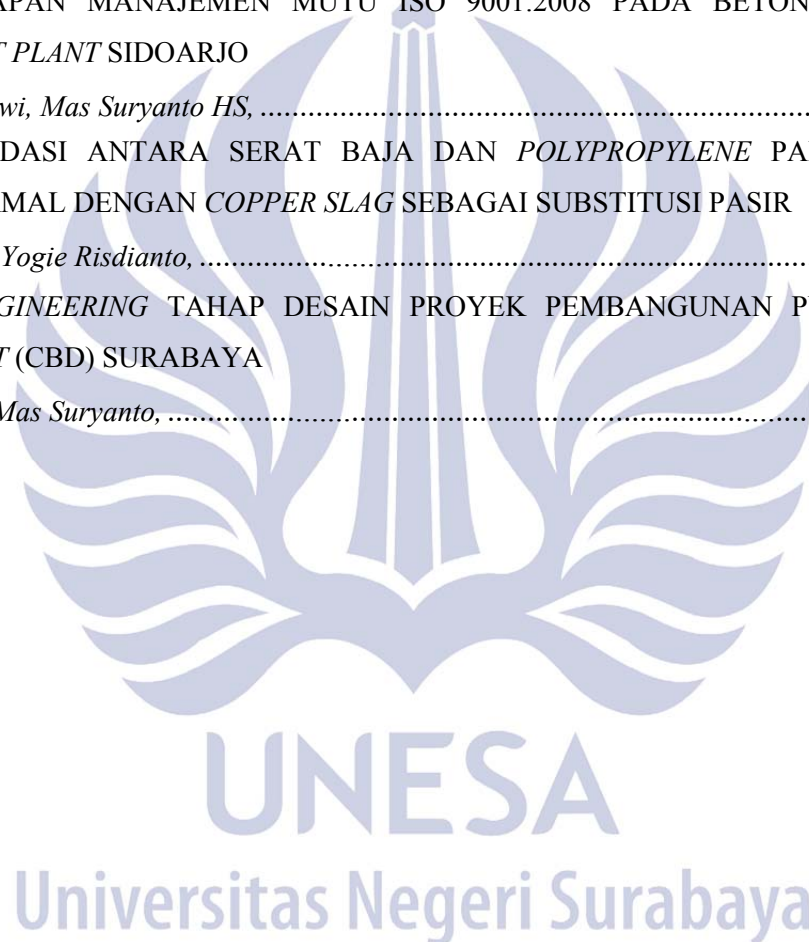 APAN MANAJEMEN MUTU ISO 9001:2008 PADA BETON
T PLANT SIDOARJO
wi, Mas Suryanto HS, ................................................................................
DASI ANTARA SERAT BAJA DAN POLYPROPYLENE PA
MAL DENGAN COPPER SLAG SEBAGAI SUBSTITUSI PASIR
Yogie Risdianto, ................................................................................
GINEERING TAHAP DESAIN PROYEK PEMBANGUNAN P
T (CBD) SURABAYA
Mas Suryanto, ................................................................................
UNESA
Universitas Negeri Surabaya